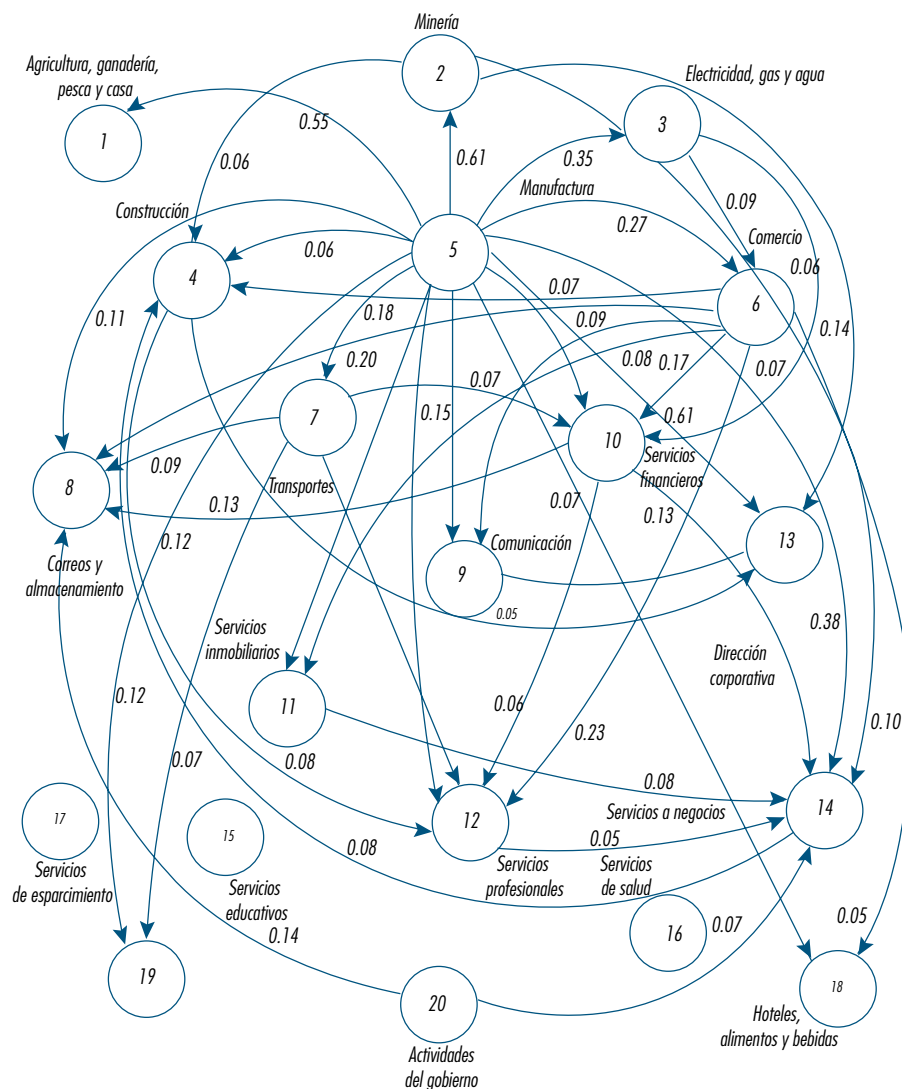 Minería
2
Agricultura, ganadería,
pesca y casa
1
Electricidad, gas y agua
3
0.55
0.61
0.35
0.06
Manufactura
0.09
Construcción
0.27
Comercio
4
0.06
5
6
0.06
0.07
0.11
0.18
0.09
0.14
0.20
0.08
0.17
0.07
0.07
7
0.15
0.61
10
Servicios
financieros
8
0.09
Transportes
0.13
0.07
0.13
0.12
Comunicación
13
Correos y
almacenamiento
9
0.05
Servicios
inmobiliarios
0.38
Dirección
corporativa
11
0.12
0.06
0.23
0.10
0.07
0.08
0.08
17
15
12
Servicios a negocios
14
0.05
Servicios
de esparcimiento
0.08
Servicios
profesionales
Servicios
de salud
Servicios
educativos
16
0.07
0.05
0.14
19
18
20
Hoteles,
alimentos y bebidas
Actividades
del gobierno